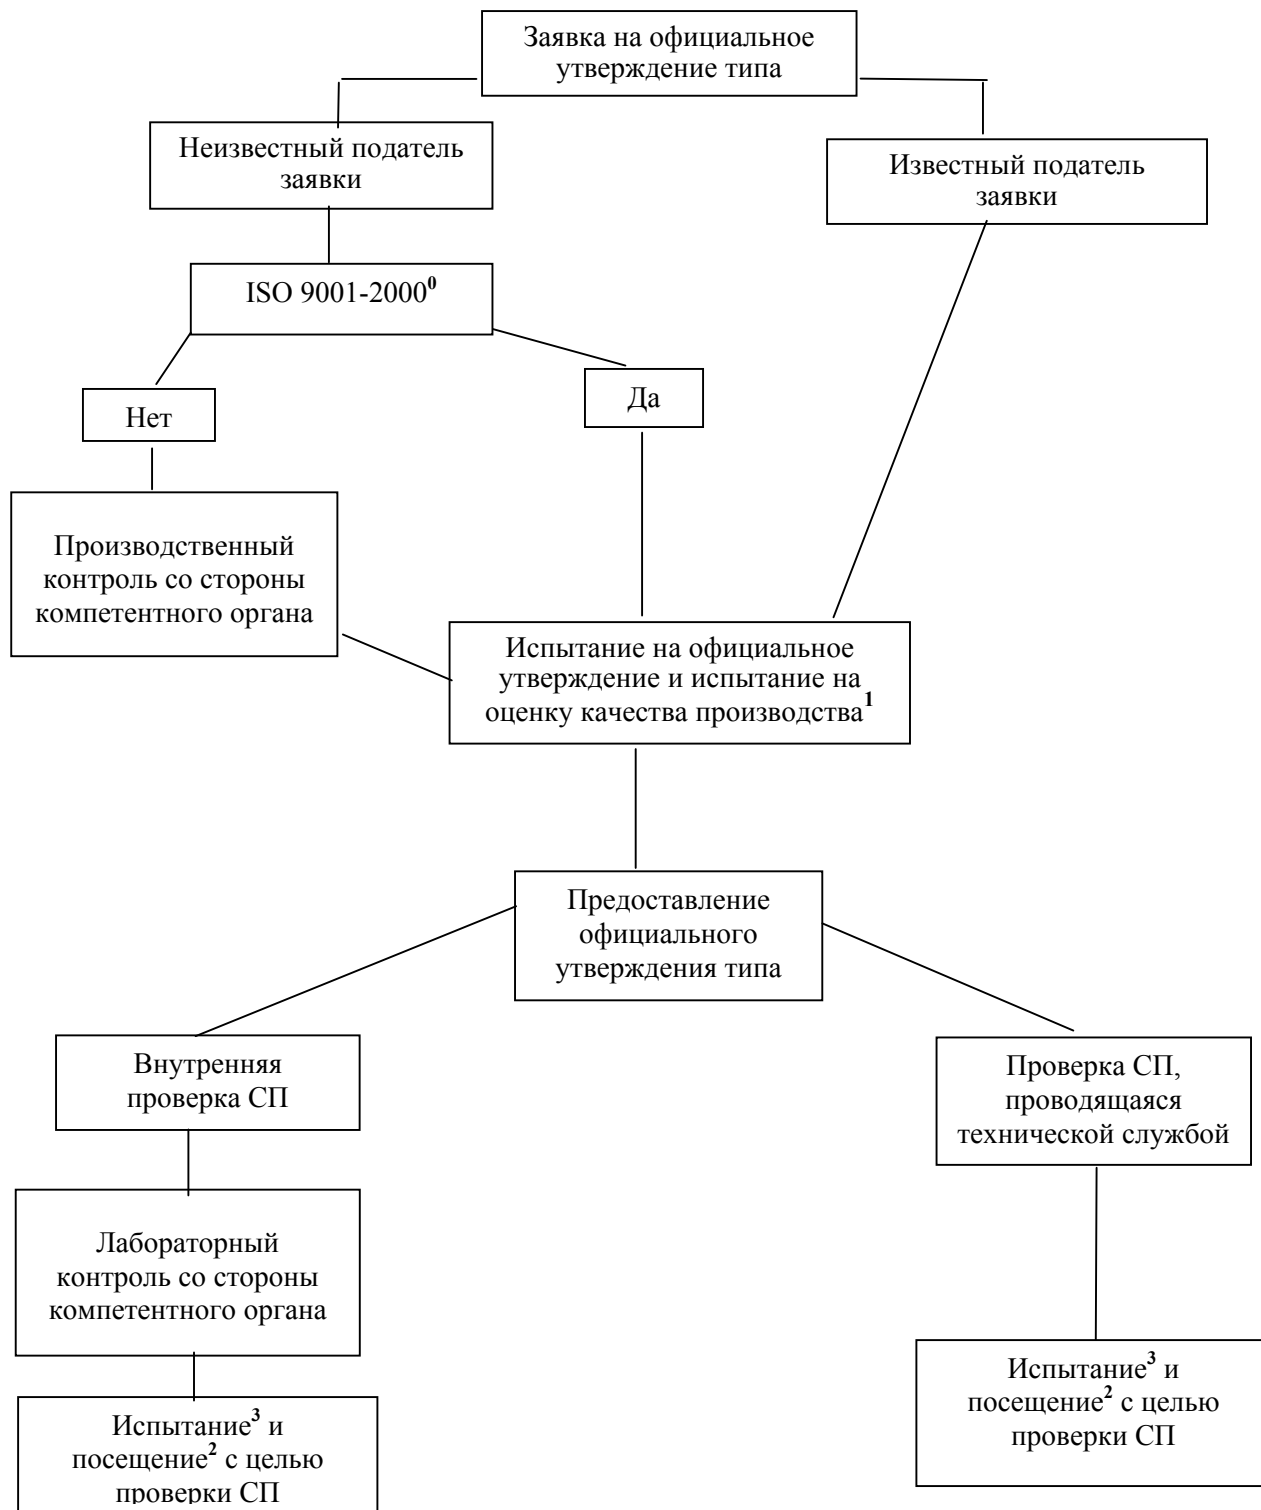 Заявка на официальное
утверждение типа
Неизвестный податель
заявки
Известный податель
заявки
ISO 9001-2000⁰
Нет
Да
Производственный
контроль со стороны
компетентного органа
Испытание на официальное
утверждение и испытание на
оценку качества производства¹
Предоставление
официального
утверждения типа
Внутренняя
проверка СП
Проверка СП,
проводящаяся
технической службой
Лабораторный
контроль со стороны
компетентного органа
Испытание³ и
посещение² с целью
проверки СП
Испытание³ и
посещение² с целью
проверки СП